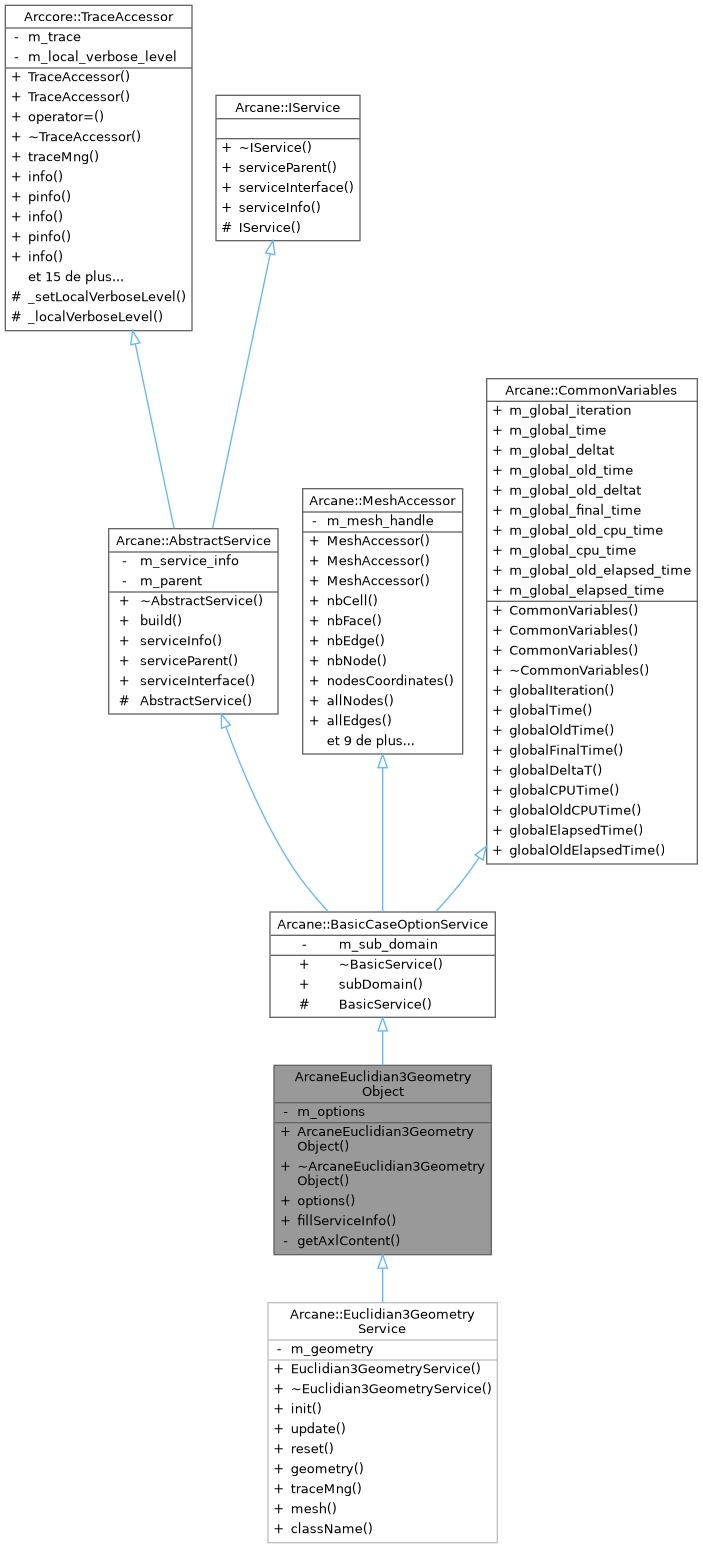 Arccore::TraceAccessor
- m_trace
- m_local_verbose_level
+ TraceAccessor()
+ TraceAccessor()
+ operator=()
+ ~TraceAccessor()
+ traceMng()
+ info()
+ pinfo()
+ info()
+ pinfo()
+ info()
et 15 de plus...
# _setLocalVerboseLevel()
# _localVerboseLevel()
Arcane::IService
+ ~IService()
+ serviceParent()
+ serviceInterface()
+ serviceInfo()
# IService()
Arcane::AbstractService
- m_service_info
- m_parent
+ ~AbstractService()
+ build()
+ serviceInfo()
+ serviceParent()
+ serviceInterface()
# AbstractService()
Arcane::MeshAccessor
- m_mesh_handle
+ MeshAccessor()
+ MeshAccessor()
+ MeshAccessor()
+ nbCell()
+ nbFace()
+ nbEdge()
+ nbNode()
+ nodesCoordinates()
+ allNodes()
+ allEdges()
et 9 de plus...
Arcane::CommonVariables
+ m_global_iteration
+ m_global_time
+ m_global_deltat
+ m_global_old_time
+ m_global_old_deltat
+ m_global_final_time
+ m_global_old_cpu_time
+ m_global_cpu_time
+ m_global_old_elapsed_time
+ m_global_elapsed_time
+ CommonVariables()
+ CommonVariables()
+ CommonVariables()
+ ~CommonVariables()
+ globalIteration()
+ globalTime()
+ globalOldTime()
+ globalFinalTime()
+ globalDeltaT()
+ globalCPUTime()
+ globalOldCPUTime()
+ globalElapsedTime()
+ globalOldElapsedTime()
Arcane::BasicCaseOptionService
- m_sub_domain
+ ~BasicService()
+ subDomain()
# BasicService()
ArcaneEuclidian3Geometry
Object
- m_options
+ ArcaneEuclidian3Geometry
Object()
+ ~ArcaneEuclidian3Geometry
Object()
+ options()
+ fillServiceInfo()
- getAxlContent()
Arcane::Euclidian3Geometry
Service
- m_geometry
+ Euclidian3GeometryService()
+ ~Euclidian3GeometryService()
+ init()
+ update()
+ reset()
+ geometry()
+ traceMng()
+ mesh()
+ className()